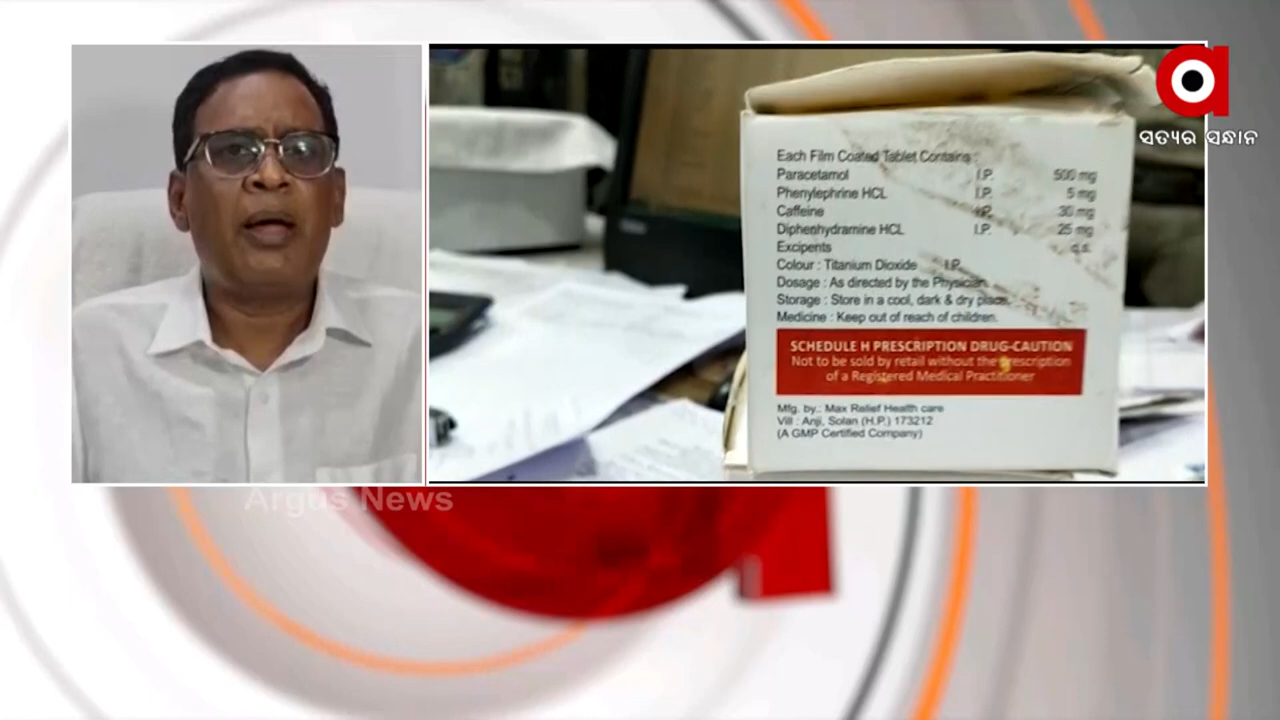 ସତ୍ୟର ସନ୍ଧାନ
Each Film Coated Tablet Contains :
Paracetamol I.P. 500 mg
Phenylephrine HCL I.P. 5 mg
Caffeine I.P. 30 mg
Diphenhydramine HCL I.P. 25 mg
Excipents q.s.
Colour : Titanium Dioxide I.P.
Dosage : As directed by the Physician.
Storage : Store in a cool, dark & dry place.
Medicine : Keep out of reach of children.
SCHEDULE H PRESCRIPTION DRUG-CAUTION
Not to be sold by retail without the prescription
of a Registered Medical Practitioner
Mfg. by.: Max Relief Health care
Vill : Anji, Solan (H.P.) 173212
(A GMP Certified Company)
Argus News